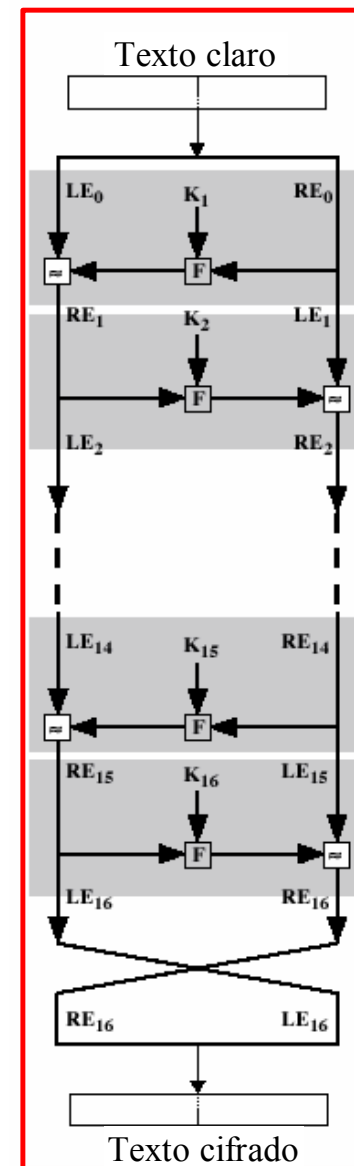 Texto claro
LE₀ K₁ RE₀
≈ F
RE₁ K₂ LE₁
F ≈
LE₂ RE₂
LE₁₄ K₁₅ RE₁₄
≈ F
RE₁₅ K₁₆ LE₁₅
F ≈
LE₁₆ RE₁₆
RE₁₆ LE₁₆
Texto cifrado